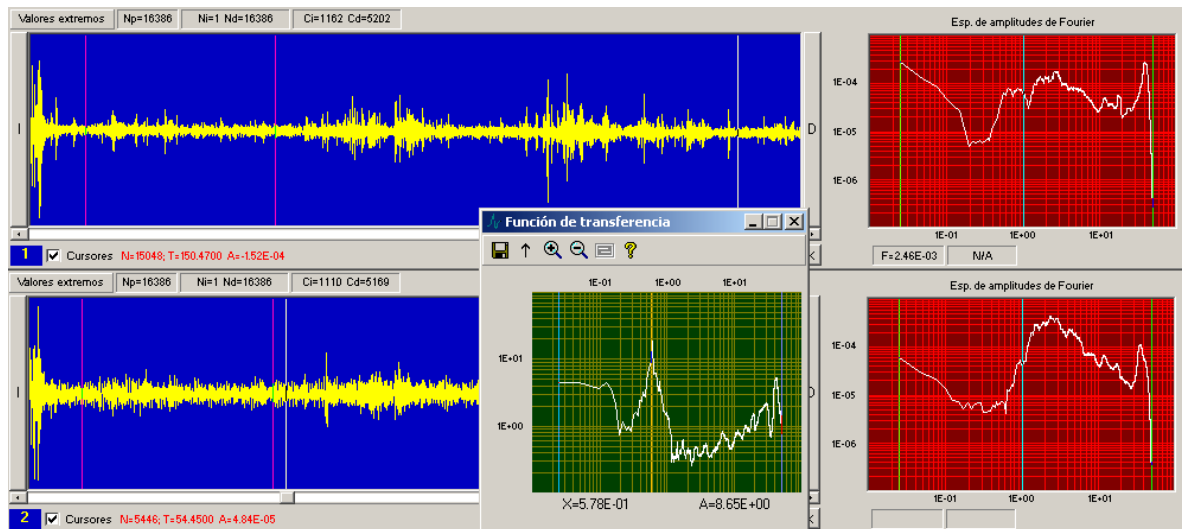 Valores extremos Np=16386 Ni=1 Nd=16386 Ci=1162 Cd=5202
Esp. de amplitudes de Fourier
I
D
1E-04
1E-05
1E-06
1E-01 1E+00 1E+01
1 Cursores N=15048; T=150.4700 A=-1.52E-04
F=2.46E-03 N/A
Función de transferencia
1E-01 1E+00 1E+01
1E+01
1E+00
X=5.78E-01 A=8.65E+00
Valores extremos Np=16386 Ni=1 Nd=16386 Ci=1110 Cd=5169
Esp. de amplitudes de Fourier
I
D
1E-04
1E-05
1E-06
1E-01 1E+00 1E+01
2 Cursores N=5446; T=54.4500 A=4.84E-05